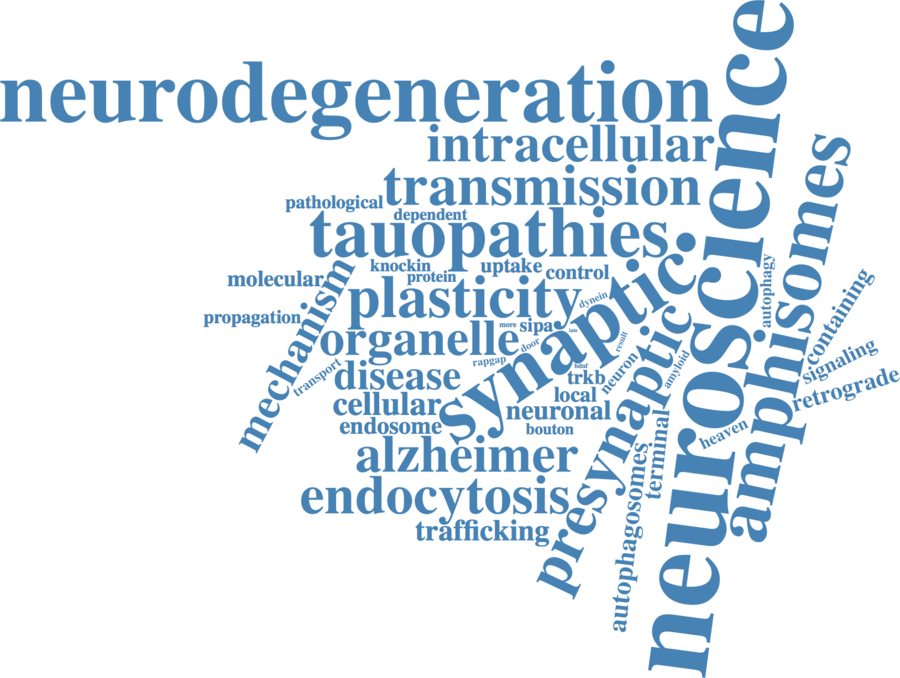 neurodegeneration
intracellular
transmission
pathological
dependent
tauopathies
neuroscience
amphisomes
knockin
uptake
control
molecular
protein
mechanism
plasticity
synaptic
dynein
autophagy
containing
propagation
organelle
more
sipa
late
door
result
rapgap
bdnf
transport
disease
trkb
neuron
amyloid
signaling
retrograde
cellular
local
neuronal
presynaptic
endosome
bouton
terminal
heaven
alzheimer
endocytosis
autophagosomes
trafficking